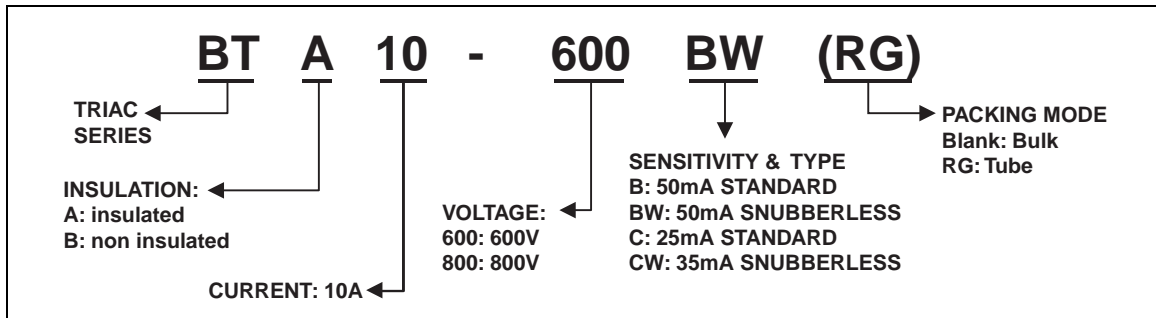 BT A 10 - 600 BW (RG)
TRIAC
SERIES
INSULATION:
A: insulated
B: non insulated
CURRENT: 10A
VOLTAGE:
600: 600V
800: 800V
SENSITIVITY & TYPE
B: 50mA STANDARD
BW: 50mA SNUBBERLESS
C: 25mA STANDARD
CW: 35mA SNUBBERLESS
PACKING MODE
Blank: Bulk
RG: Tube